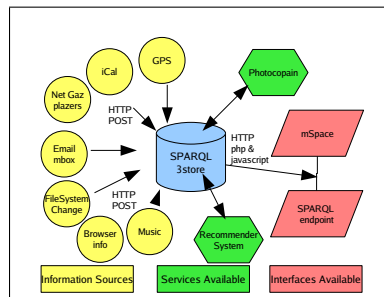 GPS
iCal
Net Gaz
plazers
HTTP
POST
Photocopain
Email
mbox
SPARQL
3store
HTTP
php &
javascript
mSpace
FileSystem
Change
HTTP
POST
Browser
info
Music
Recommender
System
SPARQL
endpoint
Information Sources
Services Available
Interfaces Available